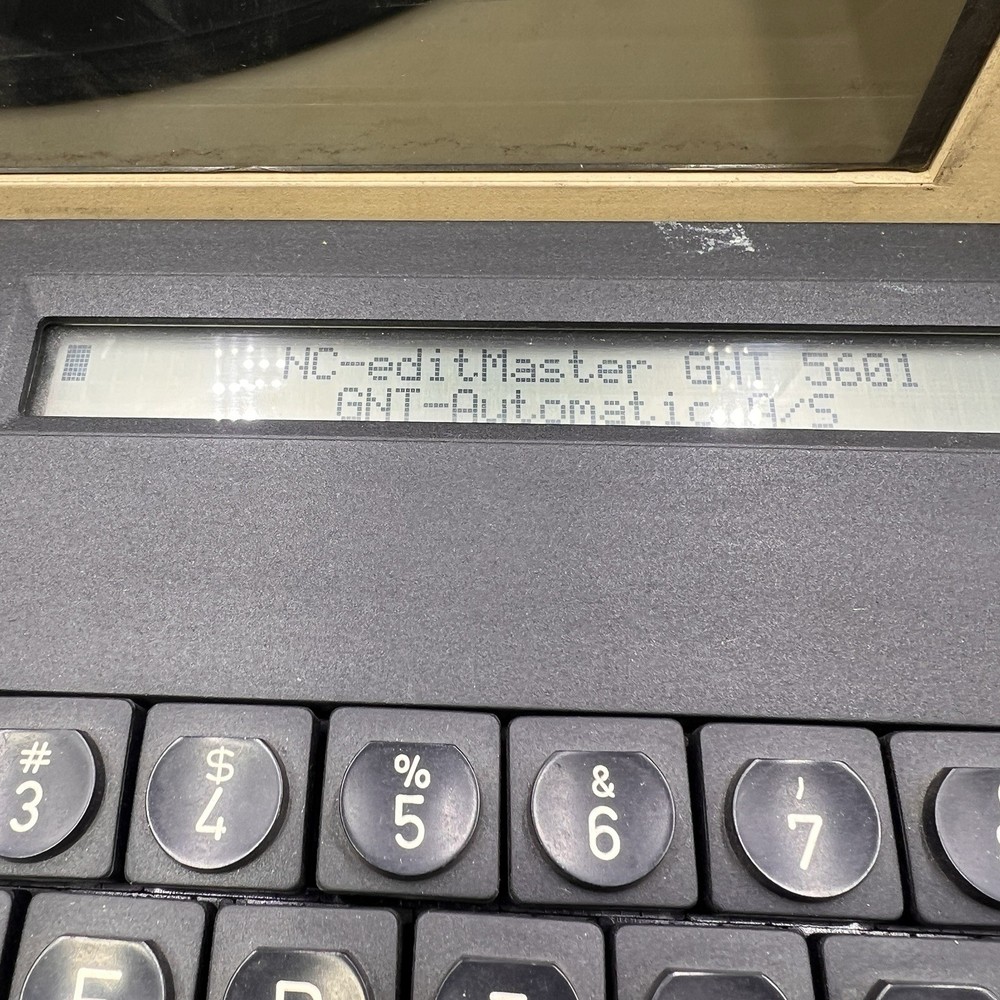 NC-editMaster GNT 5601
GNT-Automatic A/S
# $ % & '
3 4 5 6 7
E R T